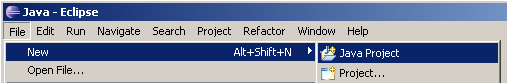 Java - Eclipse
File Edit Run Navigate Search Project Refactor Window Help
New Alt+Shift+N Java Project
Open File... Project...